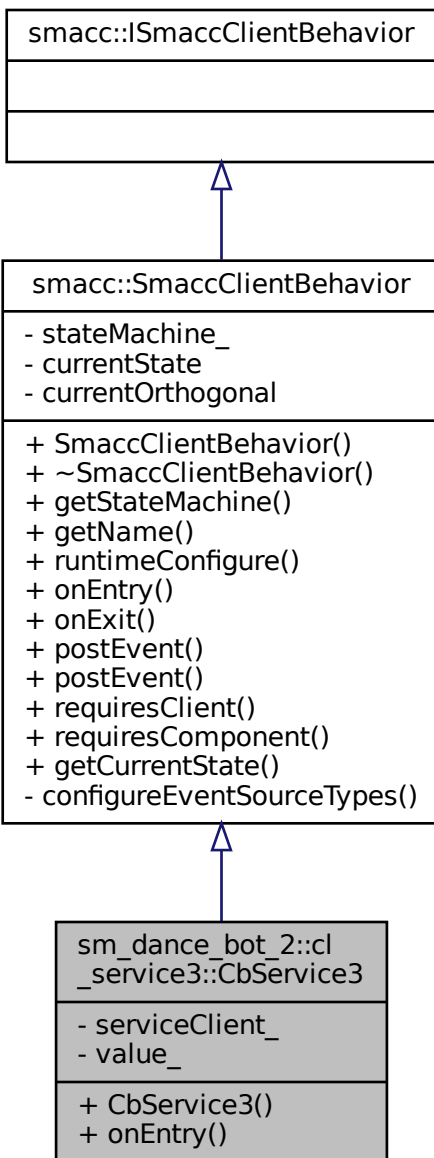 smacc::ISmaccClientBehavior
smacc::SmaccClientBehavior
- stateMachine_
- currentState
- currentOrthogonal
+ SmaccClientBehavior()
+ ~SmaccClientBehavior()
+ getStateMachine()
+ getName()
+ runtimeConfigure()
+ onEntry()
+ onExit()
+ postEvent()
+ postEvent()
+ requiresClient()
+ requiresComponent()
+ getCurrentState()
- configureEventSourceTypes()
sm_dance_bot_2::cl
_service3::CbService3
- serviceClient_
- value_
+ CbService3()
+ onEntry()